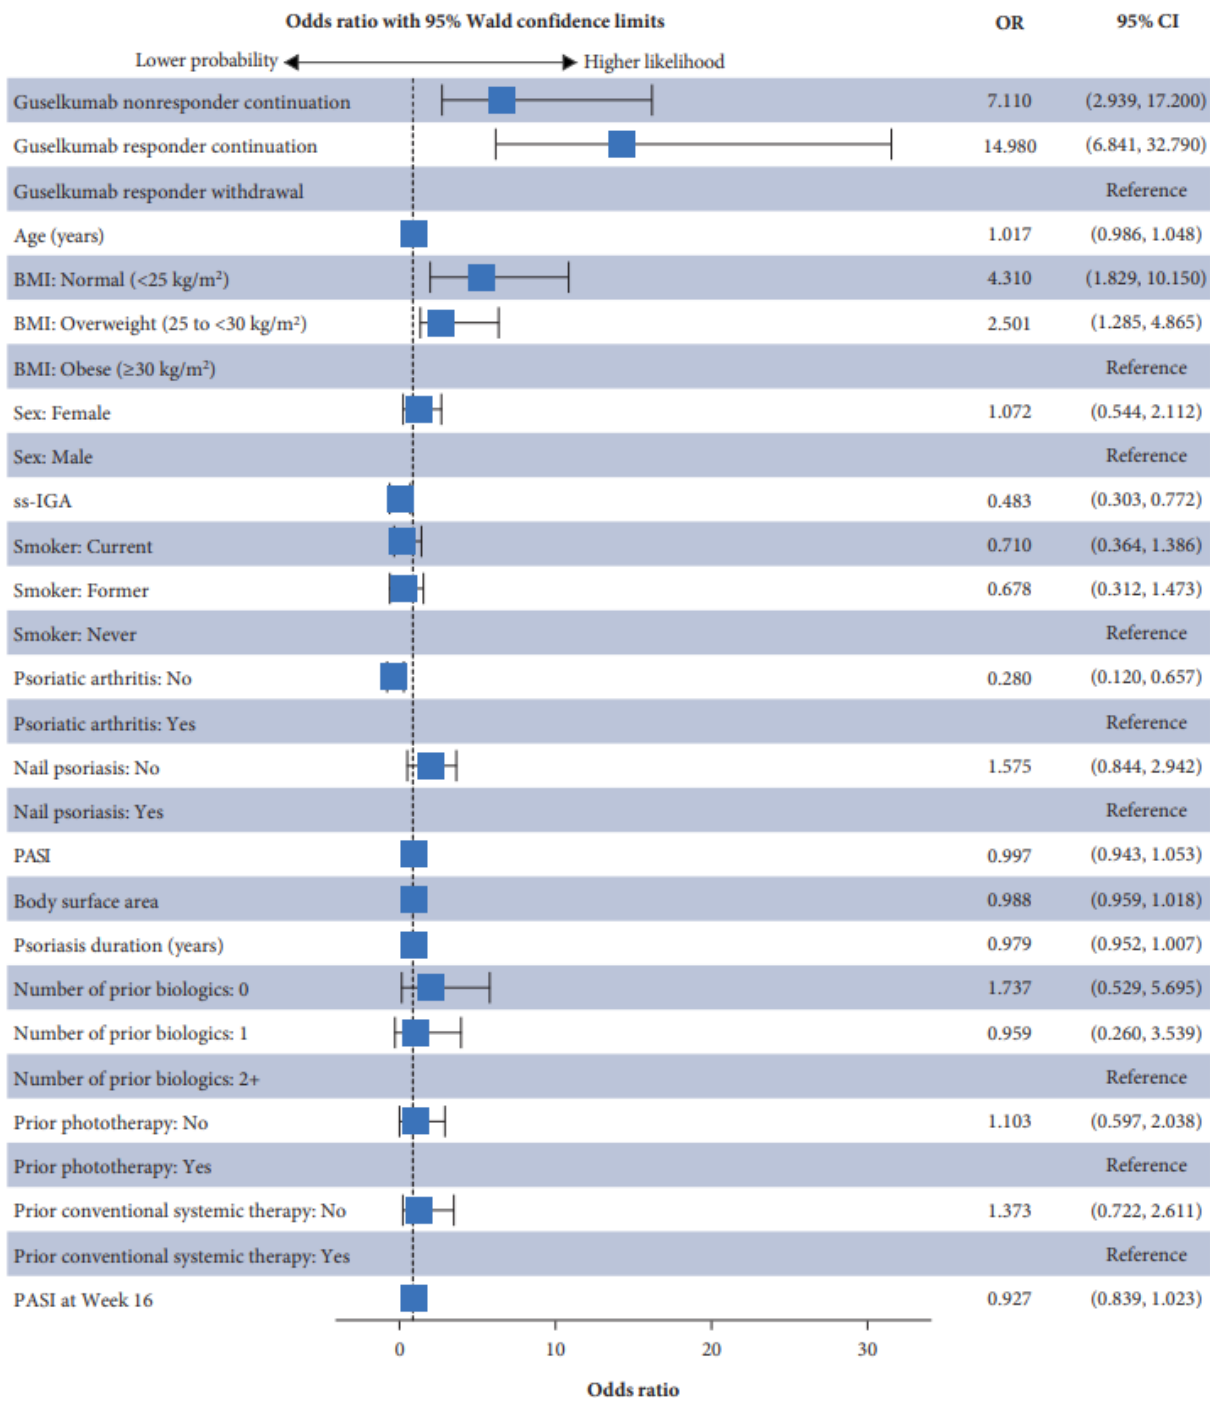 Odds ratio with 95% Wald confidence limits OR 95% CI
Lower probability Higher likelihood
Guselkumab nonresponder continuation 7.110 (2.939, 17.200)
Guselkumab responder continuation 14.980 (6.841, 32.790)
Guselkumab responder withdrawal Reference
Age (years) 1.017 (0.986, 1.048)
BMI: Normal (<25 kg/m²) 4.310 (1.829, 10.150)
BMI: Overweight (25 to <30 kg/m²) 2.501 (1.285, 4.865)
BMI: Obese (≥30 kg/m²) Reference
Sex: Female 1.072 (0.544, 2.112)
Sex: Male Reference
ss-IGA 0.483 (0.303, 0.772)
Smoker: Current 0.710 (0.364, 1.386)
Smoker: Former 0.678 (0.312, 1.473)
Smoker: Never Reference
Psoriatic arthritis: No 0.280 (0.120, 0.657)
Psoriatic arthritis: Yes Reference
Nail psoriasis: No 1.575 (0.844, 2.942)
Nail psoriasis: Yes Reference
PASI 0.997 (0.943, 1.053)
Body surface area 0.988 (0.959, 1.018)
Psoriasis duration (years) 0.979 (0.952, 1.007)
Number of prior biologics: 0 1.737 (0.529, 5.695)
Number of prior biologics: 1 0.959 (0.260, 3.539)
Number of prior biologics: 2+ Reference
Prior phototherapy: No 1.103 (0.597, 2.038)
Prior phototherapy: Yes Reference
Prior conventional systemic therapy: No 1.373 (0.722, 2.611)
Prior conventional systemic therapy: Yes Reference
PASI at Week 16 0.927 (0.839, 1.023)
0 10 20 30
Odds ratio